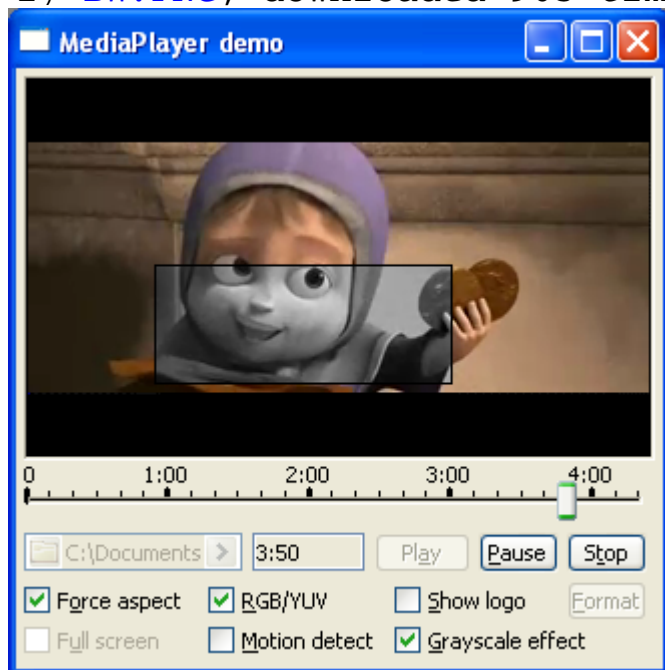 MediaPlayer demo
0 1:00 2:00 3:00 4:00
C:\Documents 3:50 Play Pause Stop
Force aspect RGB/YUV Show logo Format
Full screen Motion detect Grayscale effect